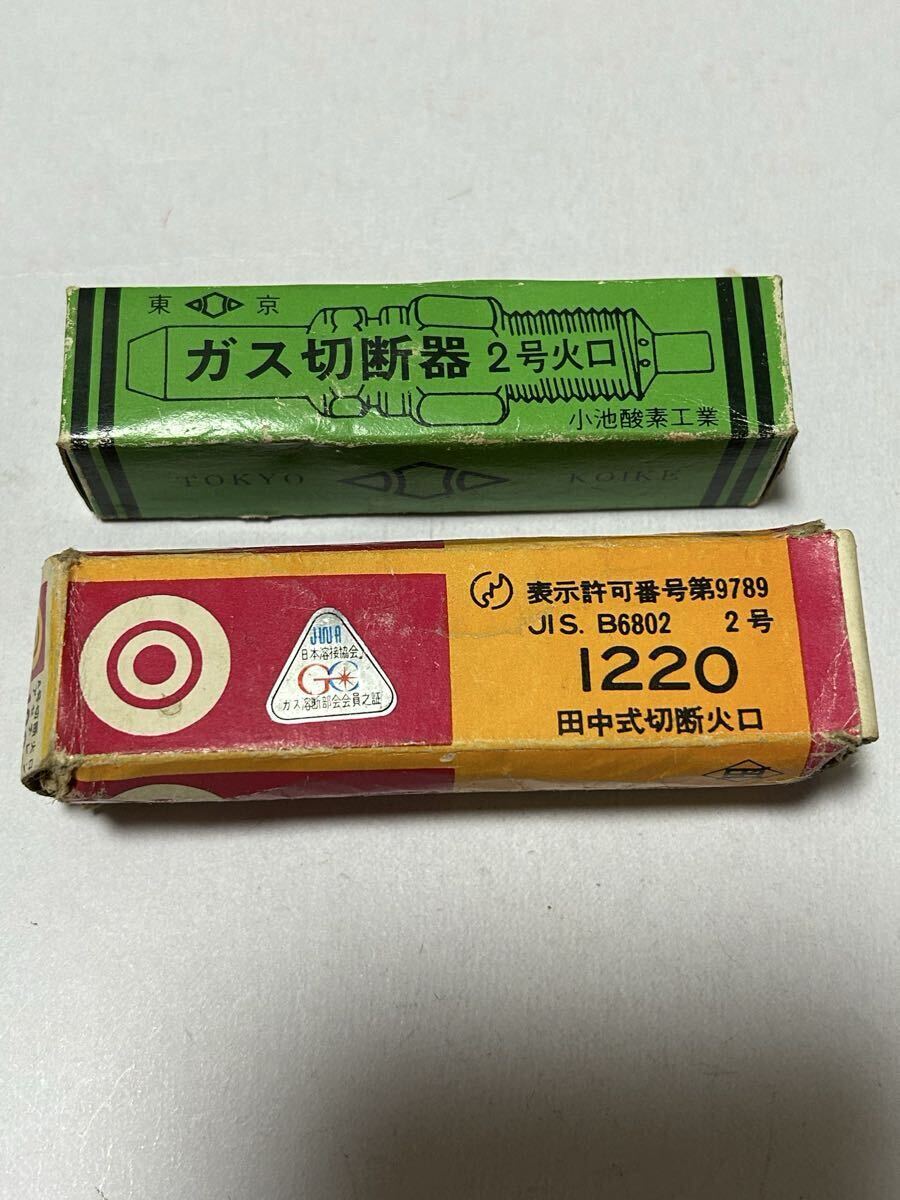 東 京
ガス切断器 2号火口
小池酸素工業
TOKYO KOIKE
表示許可番号第9789
JIS. B6802 2号
1220
田中式切断火口
JWA
日本溶接協会
GC
ガス溶断部会会員之証